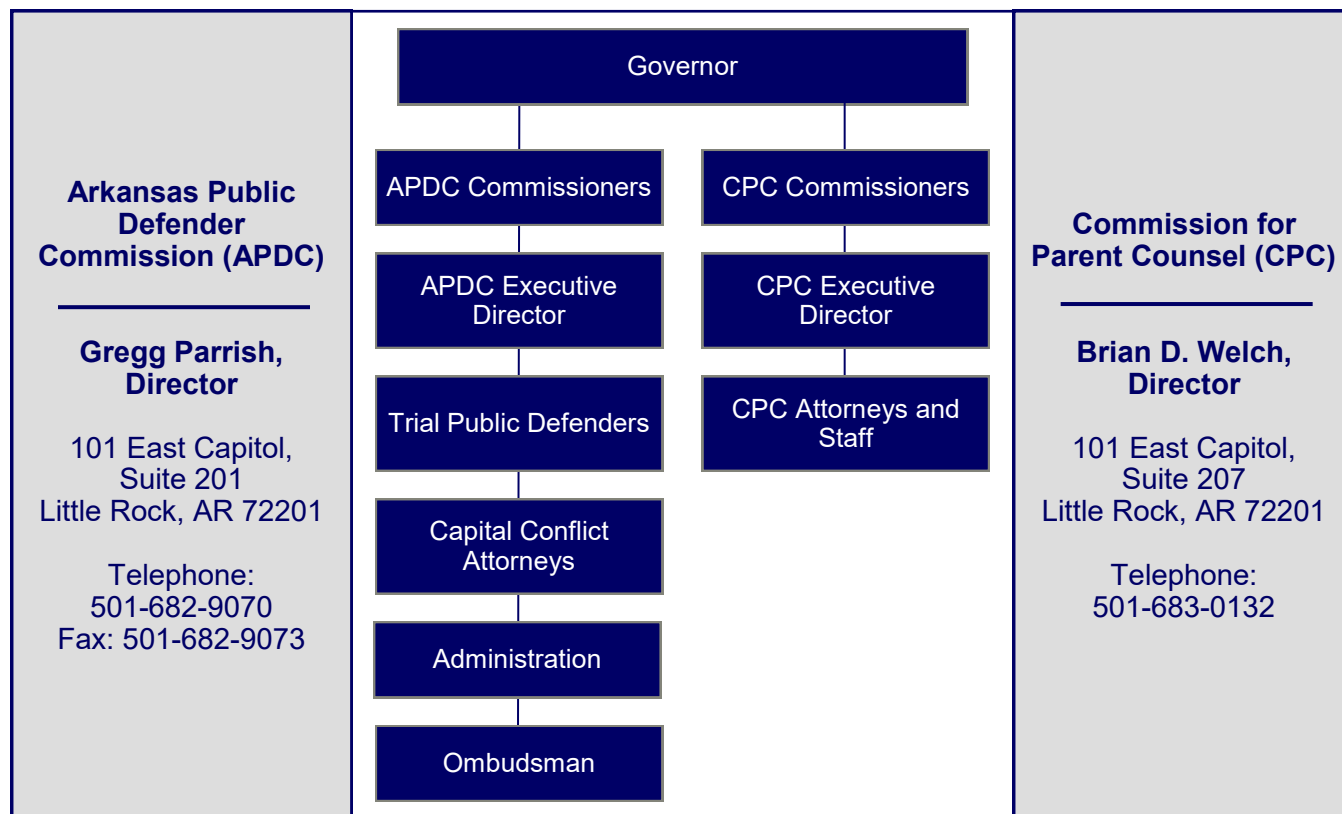 Arkansas Public
Defender
Commission (APDC)
Gregg Parrish,
Director
101 East Capitol,
Suite 201
Little Rock, AR 72201
Telephone:
501-682-9070
Fax: 501-682-9073
Governor
APDC Commissioners
APDC Executive
Director
Trial Public Defenders
Capital Conflict
Attorneys
Administration
Ombudsman
CPC Commissioners
CPC Executive
Director
CPC Attorneys and
Staff
Commission for
Parent Counsel (CPC)
Brian D. Welch,
Director
101 East Capitol,
Suite 207
Little Rock, AR 72201
Telephone:
501-683-0132